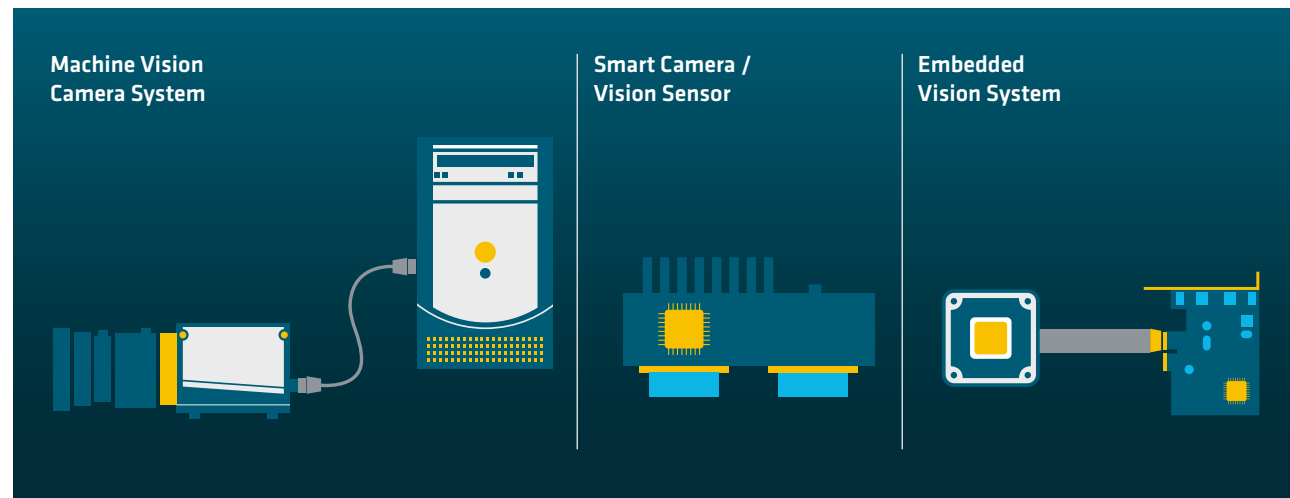 Machine Vision
Camera System
Smart Camera /
Vision Sensor
Embedded
Vision System